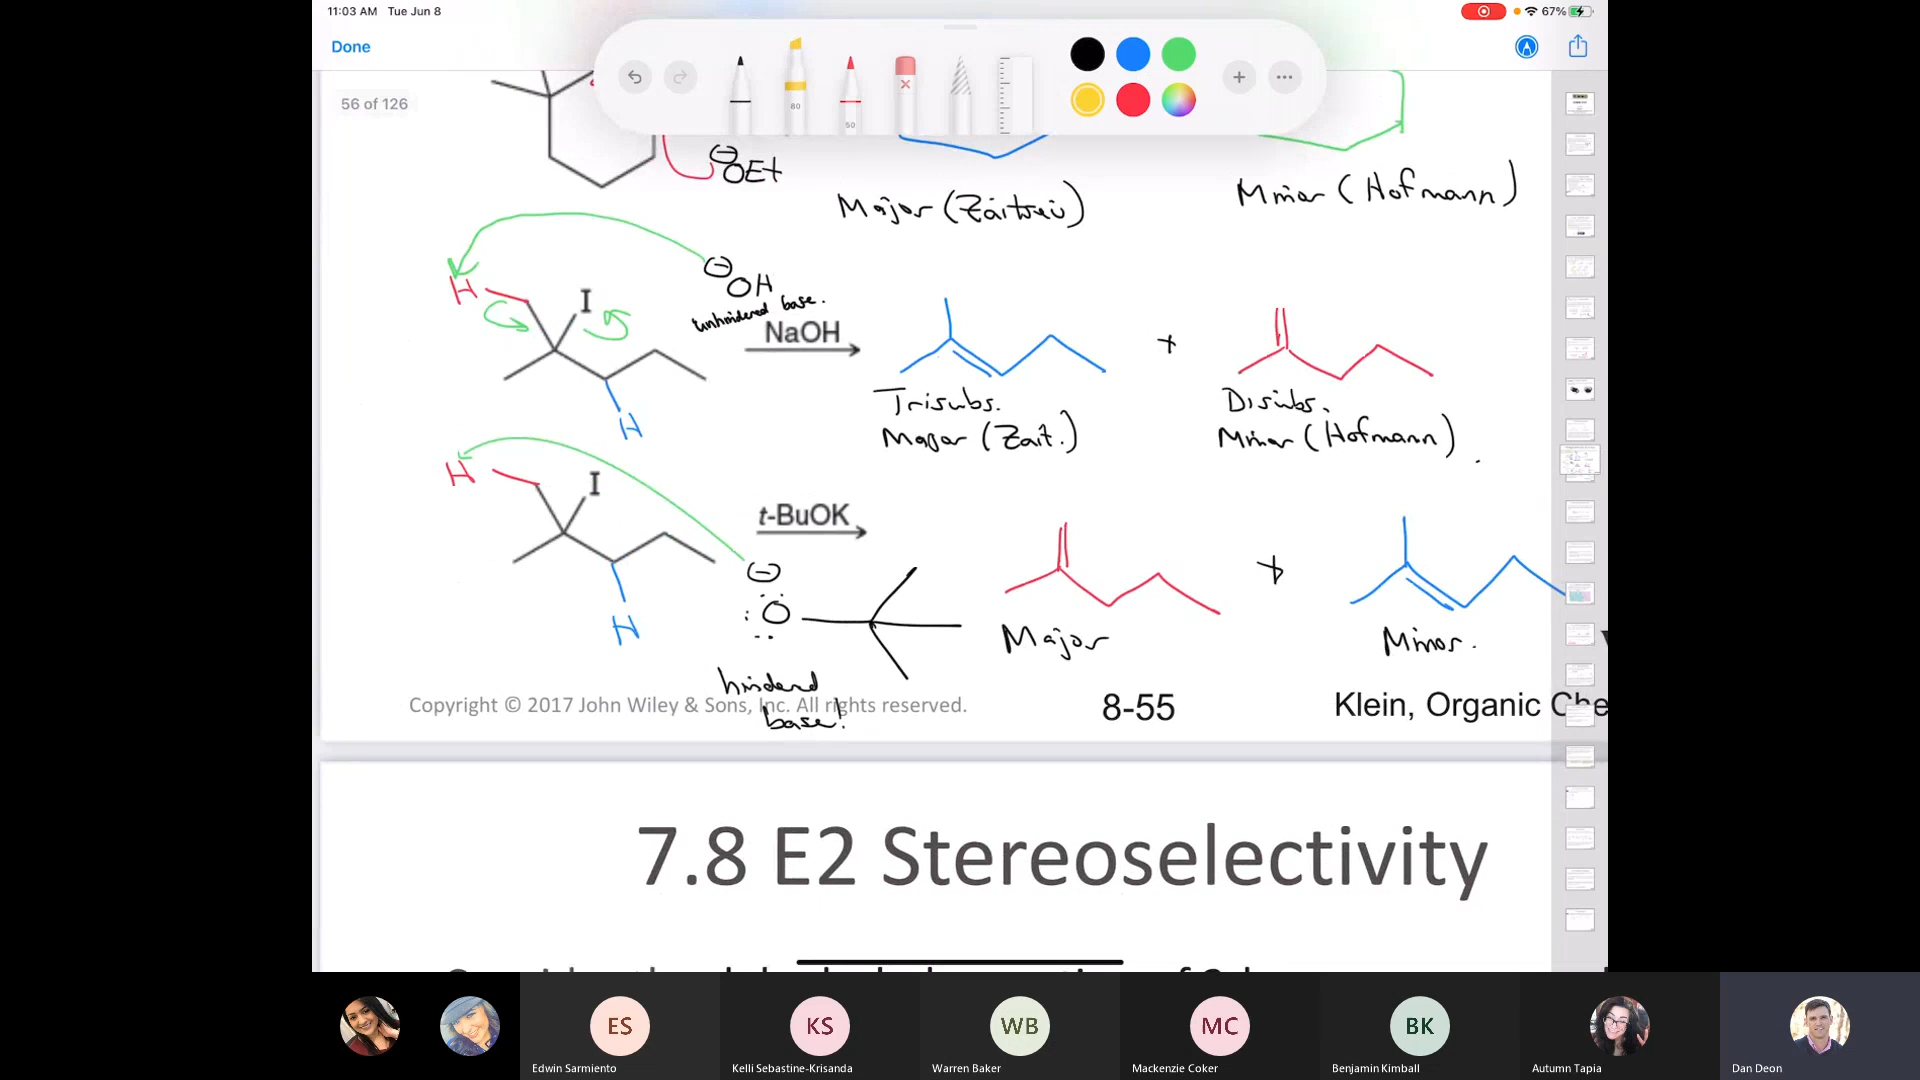 11:03 AM Tue Jun 8
67%
Done
80
50
56 of 126
⊖OEt
Major (Zaitsev)
Minor (Hofmann)
⊖OH
unhindered base.
H
I
NaOH
+
H
Trisubs.
Major (Zait.)
Disubs.
Minor (Hofmann)
H
I
t-BuOK
⊖
:O
+
H
Major
Minor.
hindered
base!
Copyright © 2017 John Wiley & Sons, Inc. All rights reserved.
8-55
Klein, Organic Che
7.8 E2 Stereoselectivity
ES
KS
WB
MC
BK
Edwin Sarmiento
Kelli Sebastine-Krisanda
Warren Baker
Mackenzie Coker
Benjamin Kimball
Autumn Tapia
Dan Deon